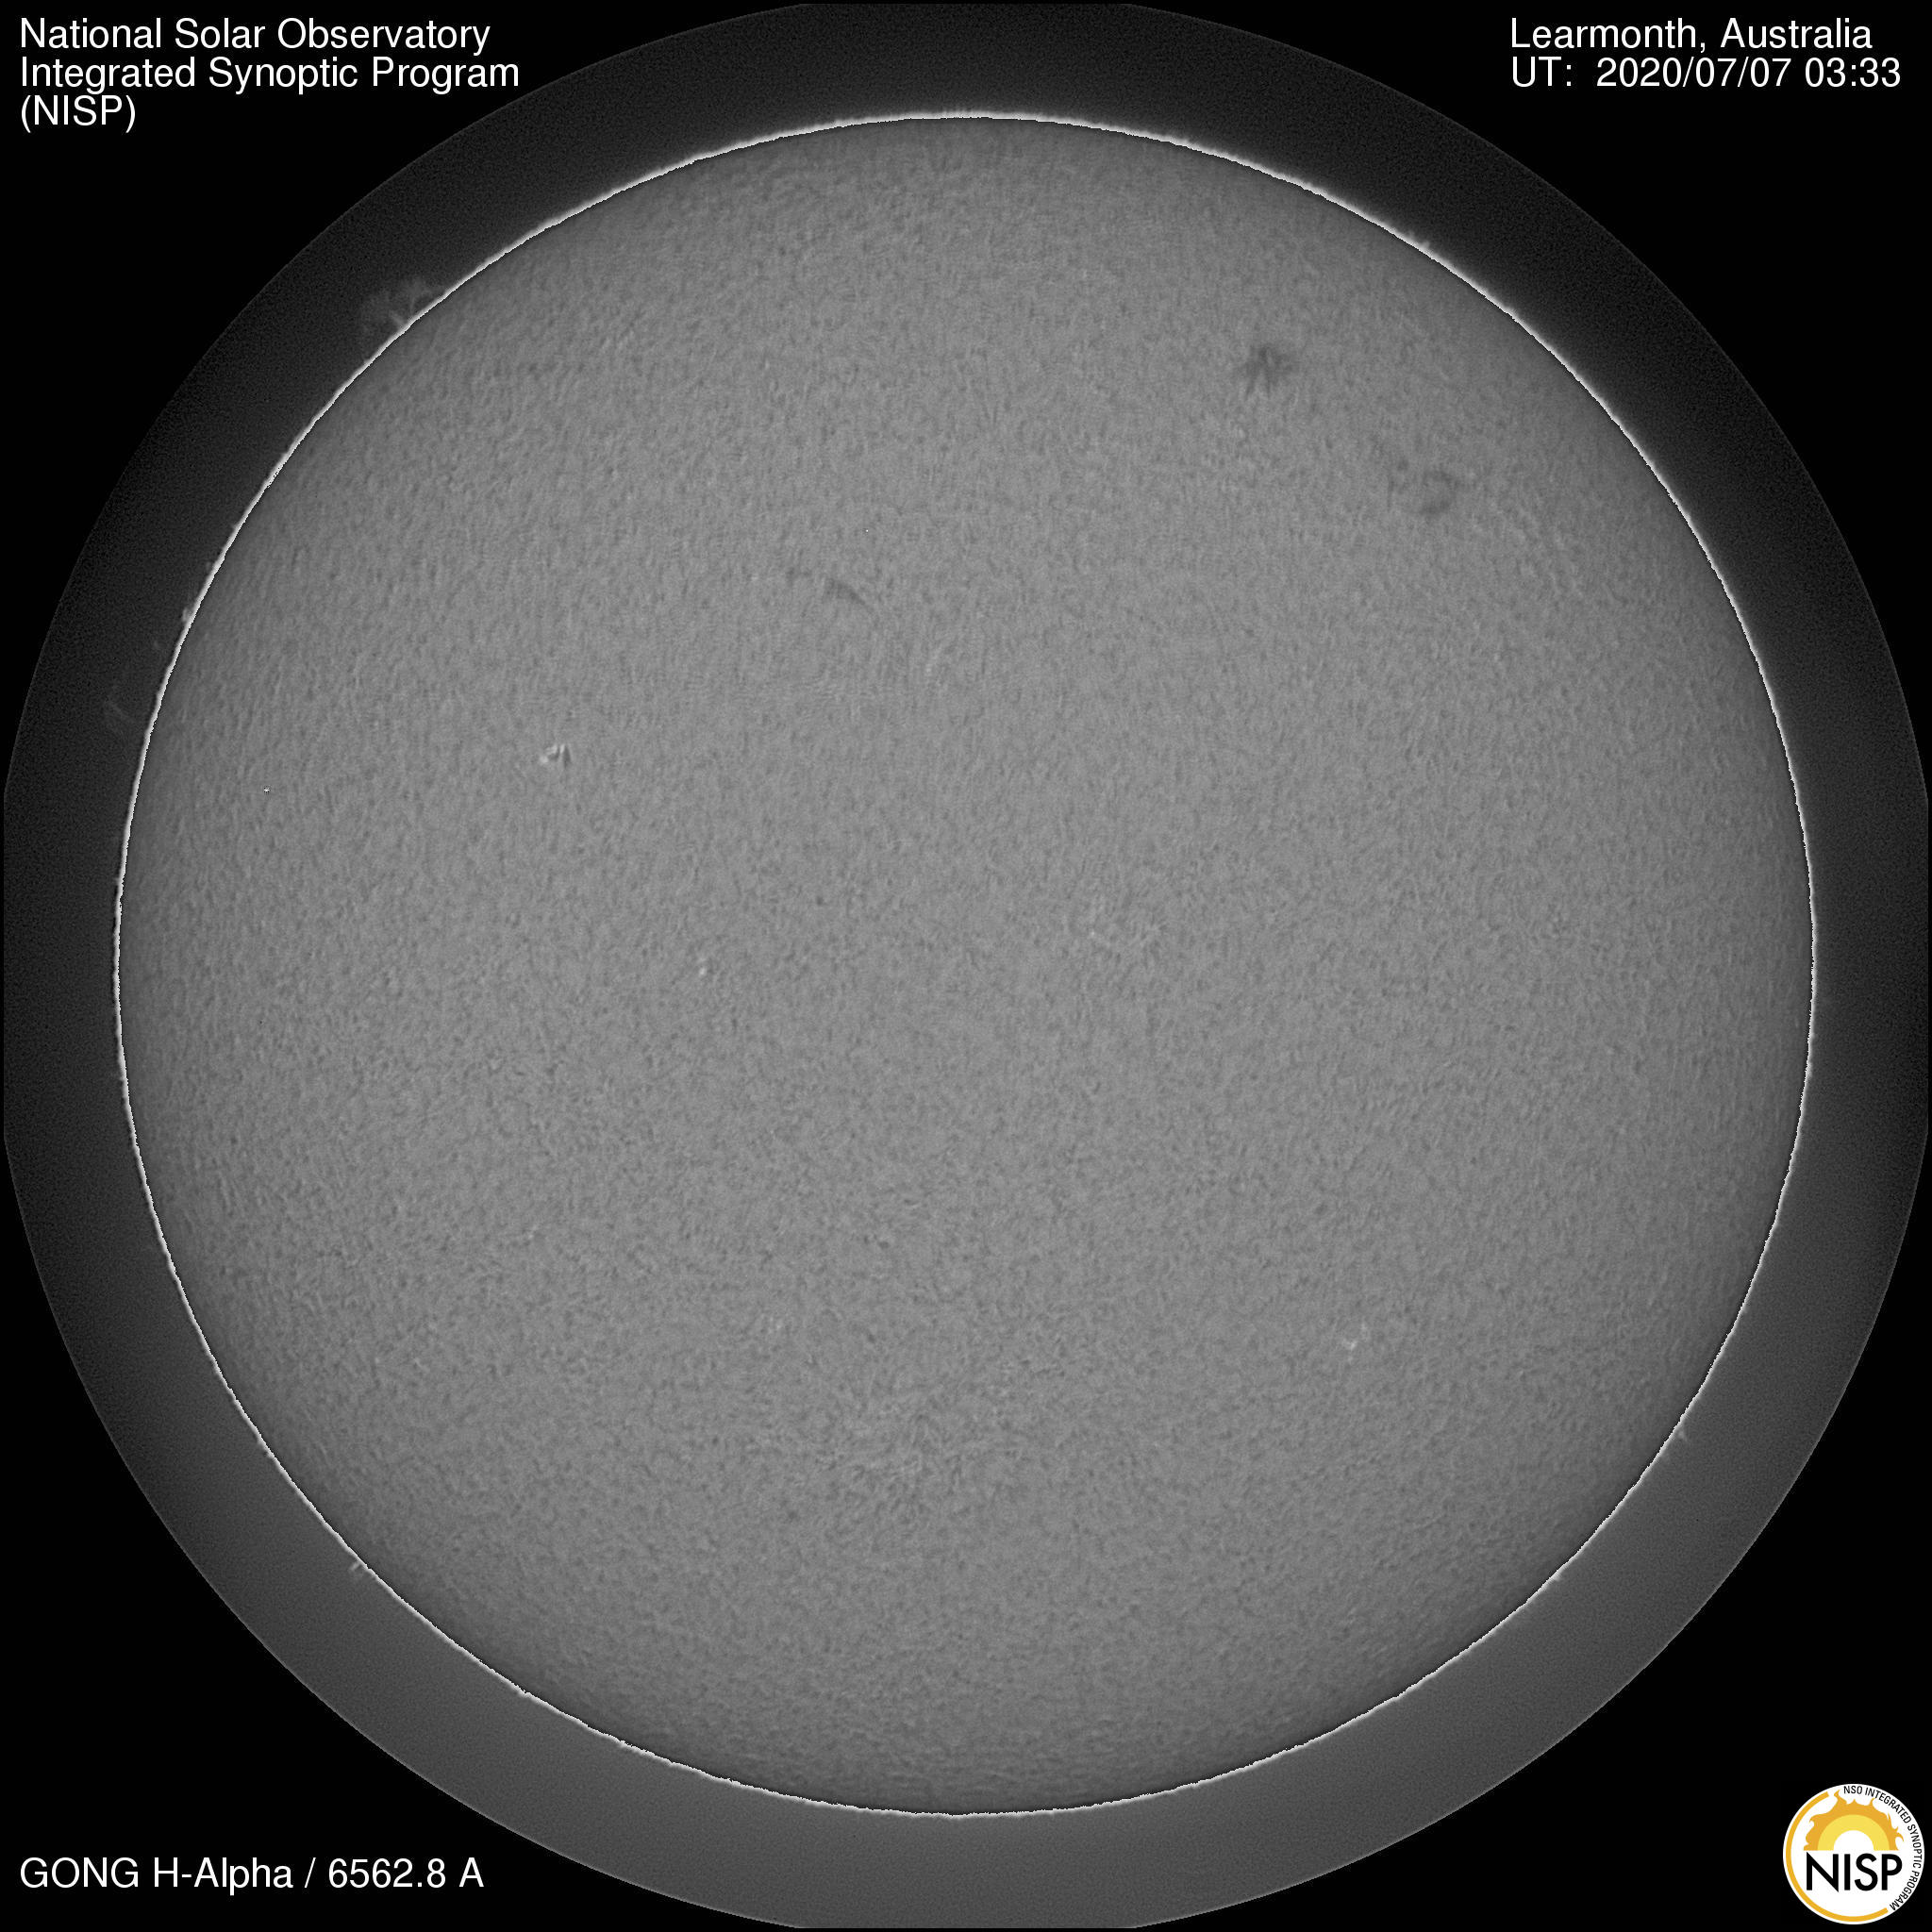 National Solar Observatory
Integrated Synoptic Program
(NISP)
Learmonth, Australia
UT: 2020/07/07 03:33
GONG H-Alpha / 6562.8 A
NSO INTEGRATED SYNOPTIC PROGRAM
NISP